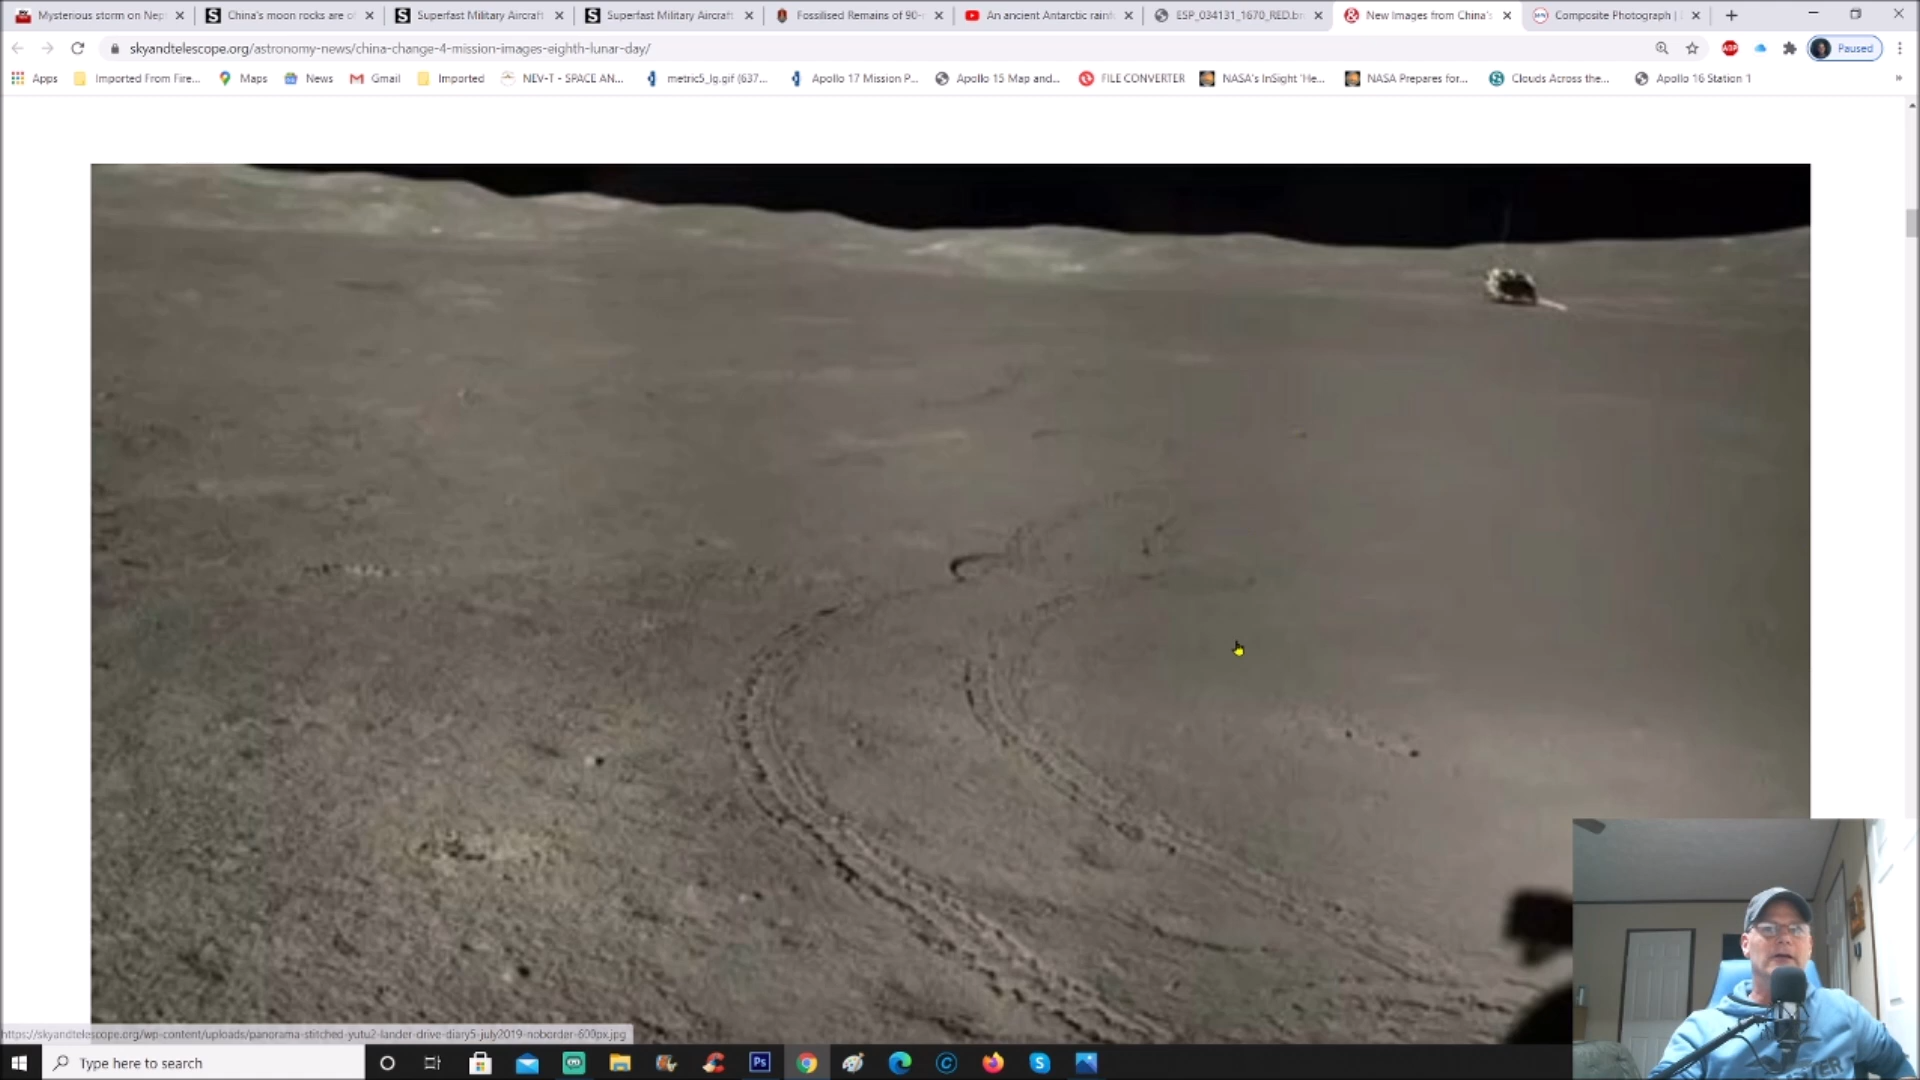 Mysterious storm on Nep
China's moon rocks are o
Superfast Military Aircraft
Superfast Military Aircraft
Fossilised Remains of 90-
An ancient Antarctic rainf
ESP_034131_1670_RED.br
New Images from China's
Composite Photograph |
skyandtelescope.org/astronomy-news/china-change-4-mission-images-eighth-lunar-day/
ABP
Paused
Apps
Imported From Fire...
Maps
News
Gmail
Imported
NEV-T - SPACE AN...
metric5_lg.gif (637...
Apollo 17 Mission P...
Apollo 15 Map and...
FILE CONVERTER
NASA's InSight 'He...
NASA Prepares for...
Clouds Across the...
Apollo 16 Station 1
https://skyandtelescope.org/wp-content/uploads/panorama-stitched-yutu2-lander-drive-diary5-july2019-noborder-600px.jpg
Type here to search
Ps